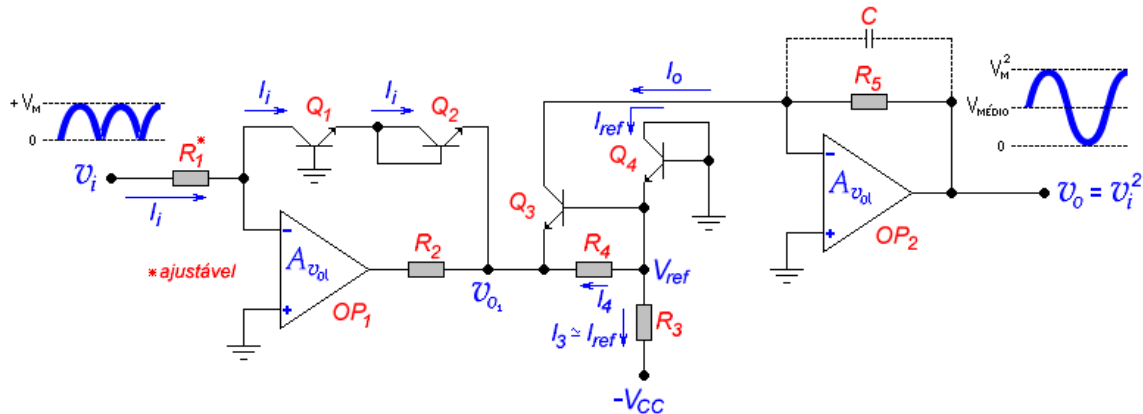 + V_M
0
v_i
R_1*
I_i
* ajustável
I_i
Q_1
I_i
Q_2
-
+
A_vol
OP_1
R_2
v_o1
Q_3
R_4
I_4
V_ref
I_3 ≃ I_ref
R_3
-V_CC
I_o
I_ref
Q_4
C
R_5
-
+
A_vol
OP_2
V_M^2
V_MÉDIO
0
v_o = v_i^2